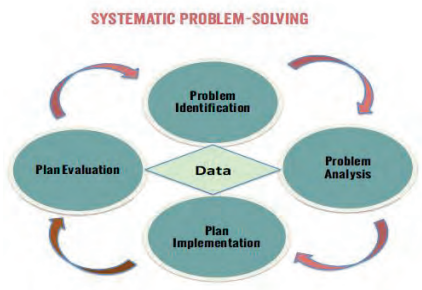 SYSTEMATIC PROBLEM-SOLVING
Problem
Identification
Plan Evaluation
Data
Problem
Analysis
Plan
Implementation